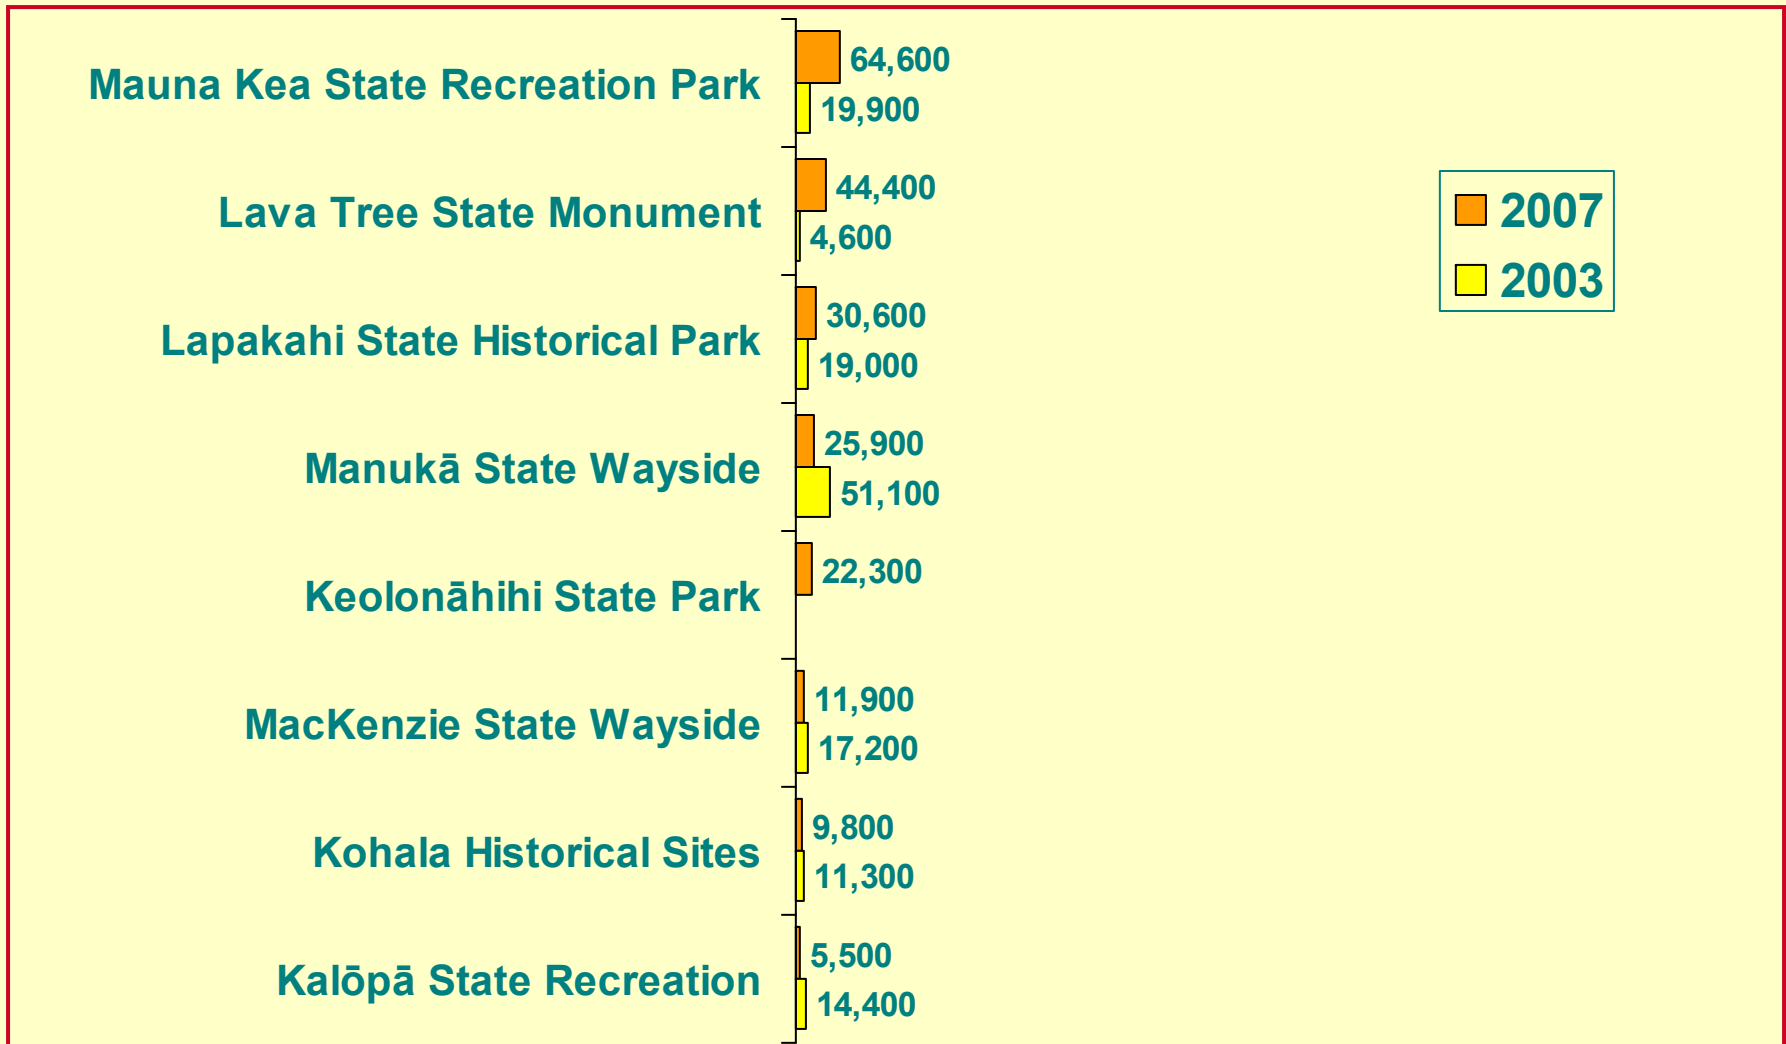 Mauna Kea State Recreation Park
64,600
19,900
Lava Tree State Monument
44,400
4,600
Lapakahi State Historical Park
30,600
19,000
Manukā State Wayside
25,900
51,100
Keolonāhihi State Park
22,300
MacKenzie State Wayside
11,900
17,200
Kohala Historical Sites
9,800
11,300
Kalōpā State Recreation
5,500
14,400
2007
2003